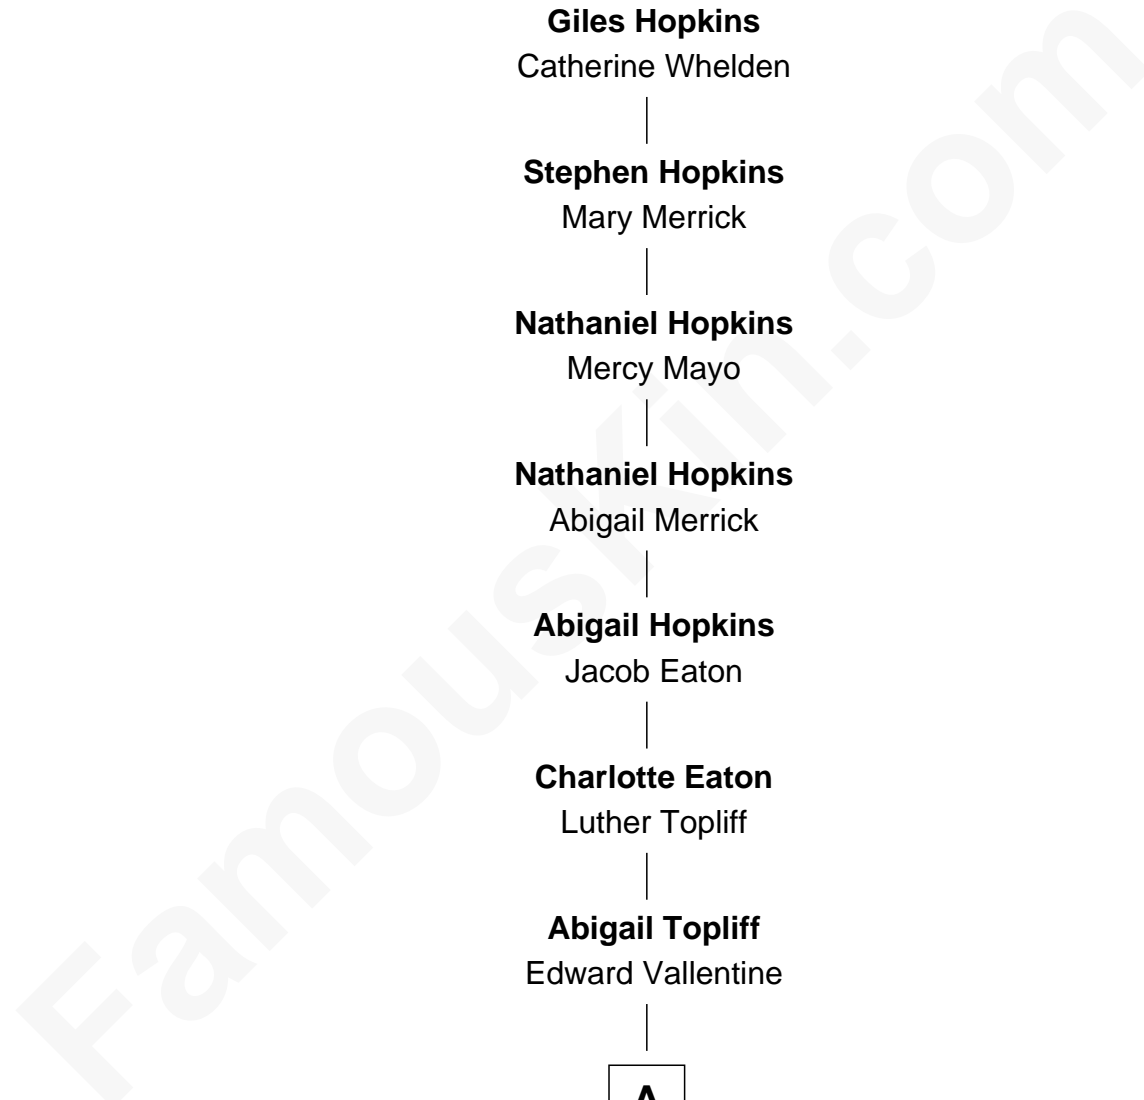 Giles Hopkins
Catherine Whelden
Stephen Hopkins
Mary Merrick
Nathaniel Hopkins
Mercy Mayo
Nathaniel Hopkins
Abigail Merrick
Abigail Hopkins
Jacob Eaton
Charlotte Eaton
Luther Topliff
Abigail Topliff
Edward Vallentine
A
FamousKin.com